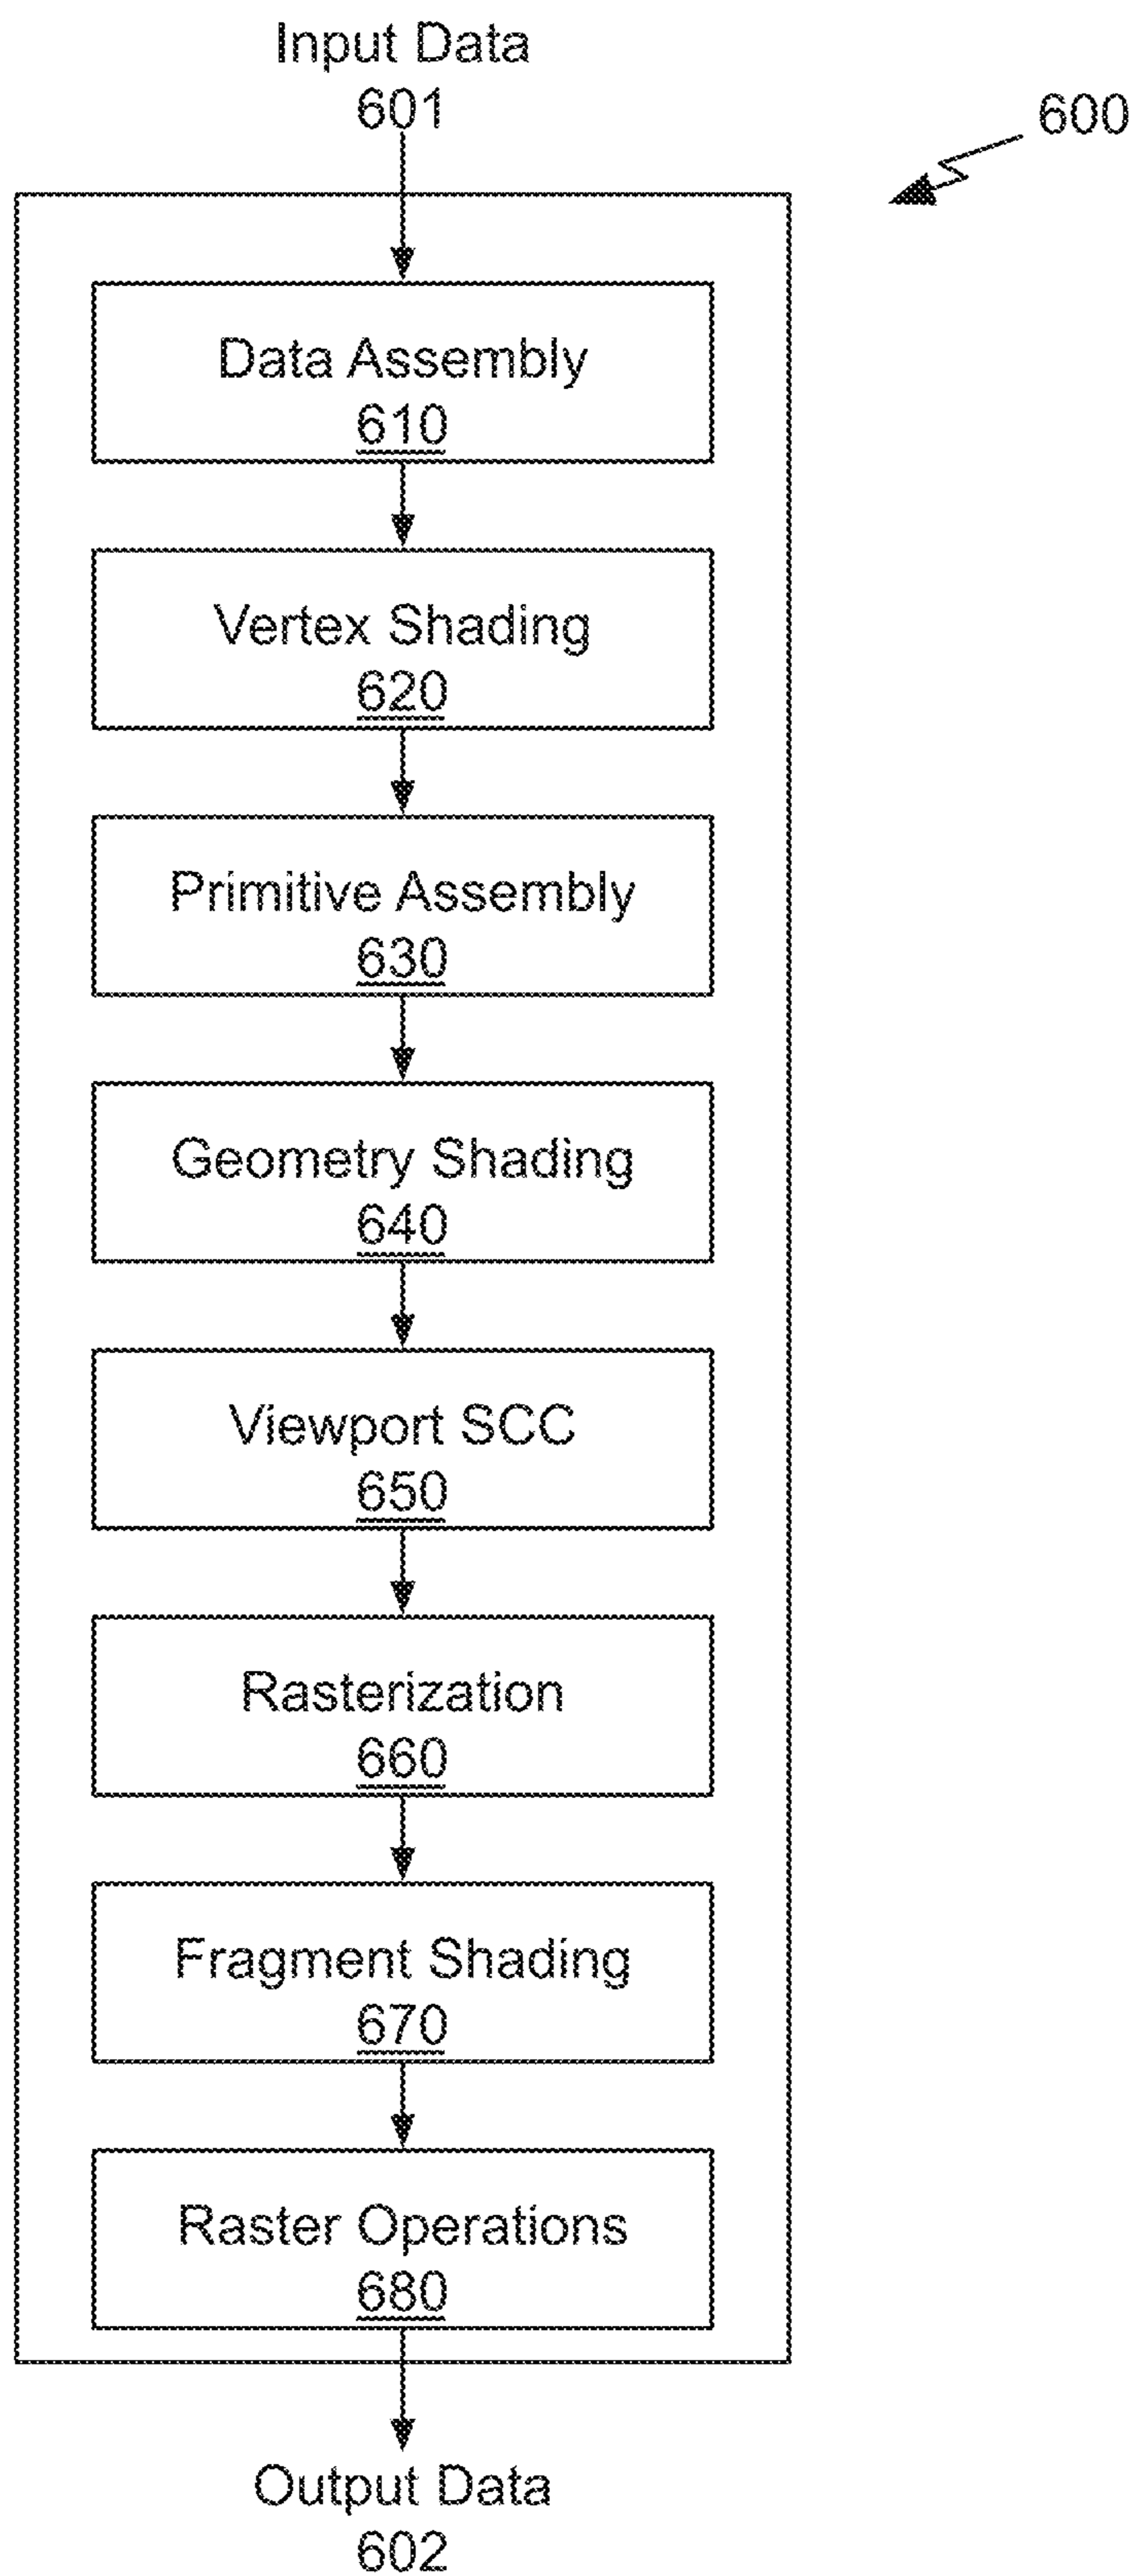 Input Data
601
600
Data Assembly
610
Vertex Shading
620
Primitive Assembly
630
Geometry Shading
640
Viewport SCC
650
Rasterization
660
Fragment Shading
670
Raster Operations
680
Output Data
602